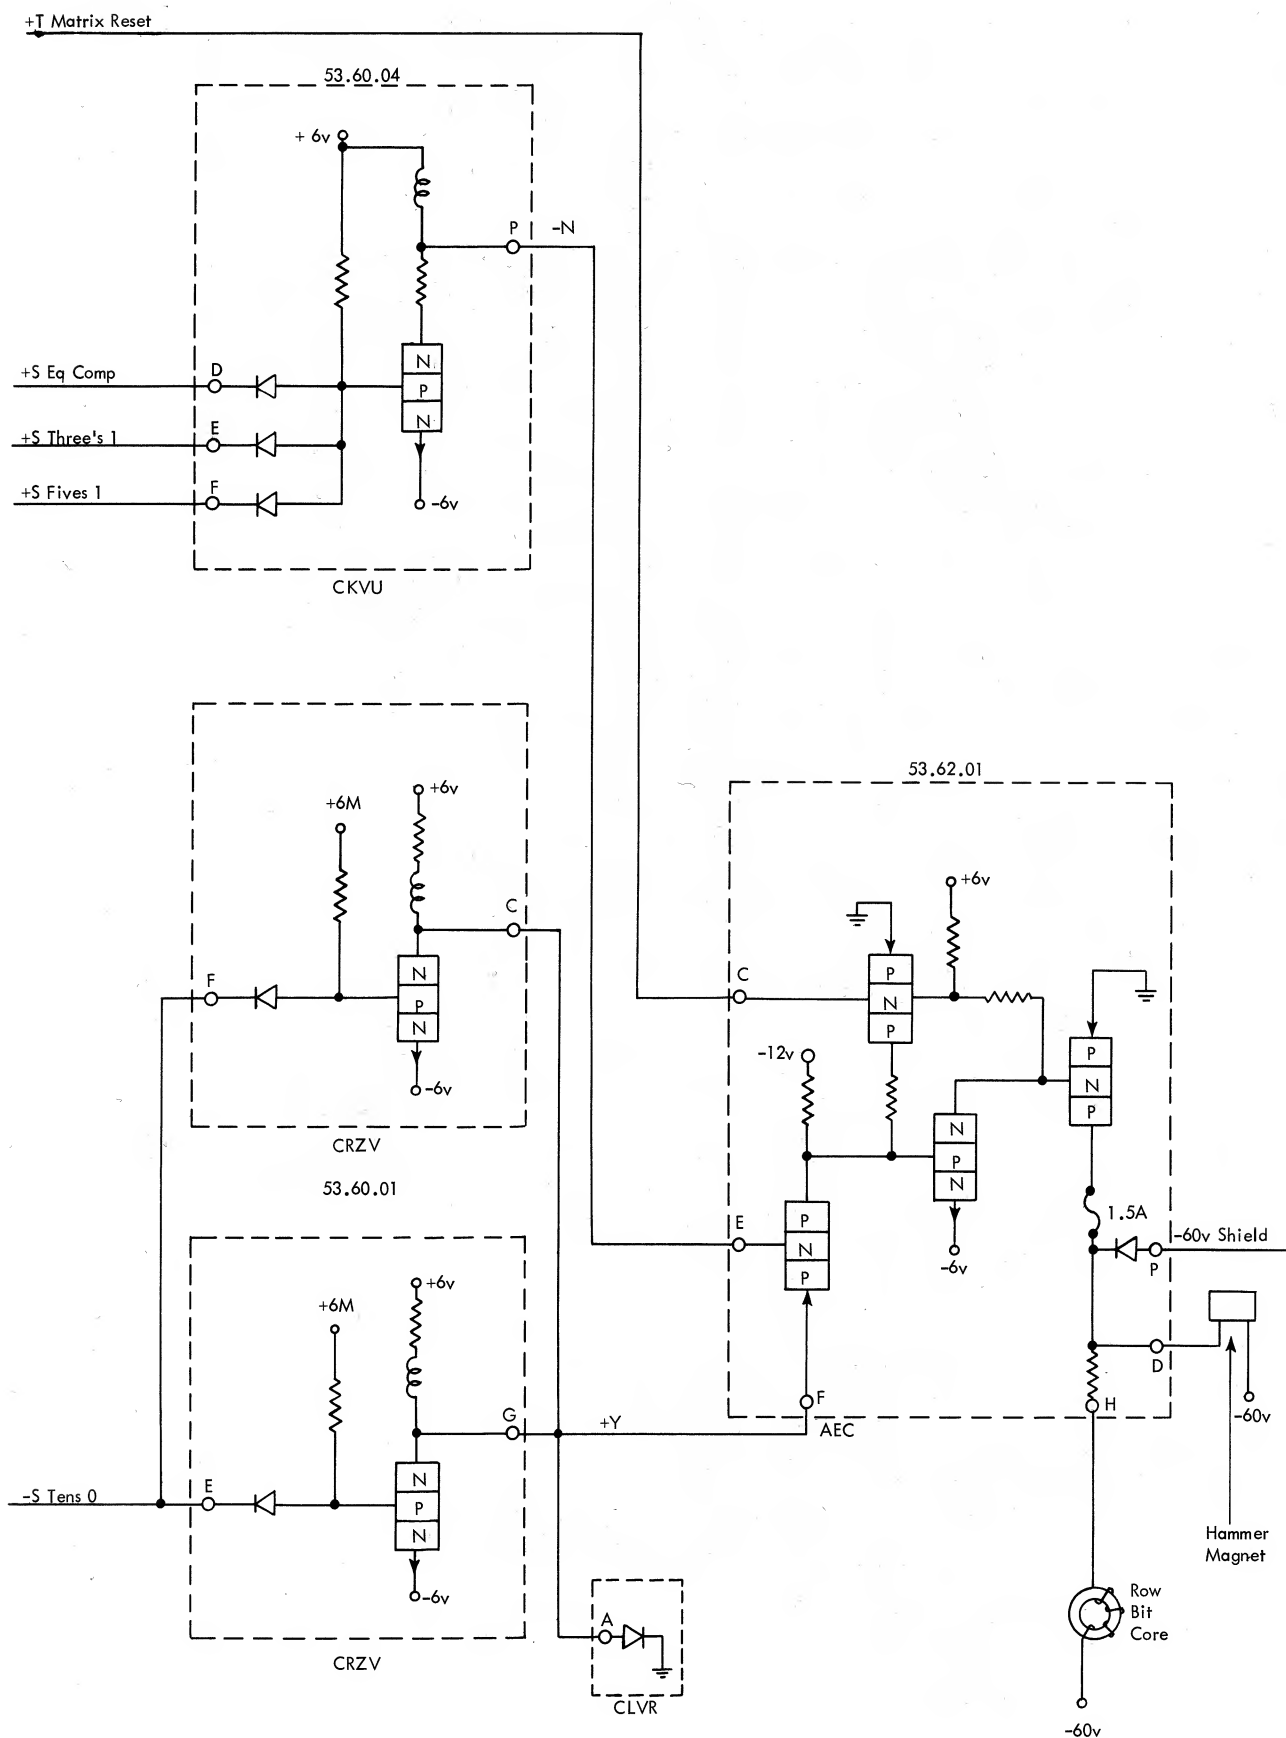 +T Matrix Reset
53.60.04
+ 6v
P
-N
N
P
N
+S Eq Comp
D
+S Three's 1
E
+S Fives 1
F
-6v
CKVU
+6v
+6M
C
F
N
P
N
-6v
CRZV
53.60.01
+6v
+6M
G
+Y
N
P
N
-S Tens 0
E
-6v
CRZV
A
CLVR
53.62.01
+6v
C
P
N
P
-12v
P
N
P
N
P
N
-6v
E
P
N
P
1.5A
-60v Shield
P
D
F
H
AEC
-60v
Hammer
Magnet
Row
Bit
Core
-60v